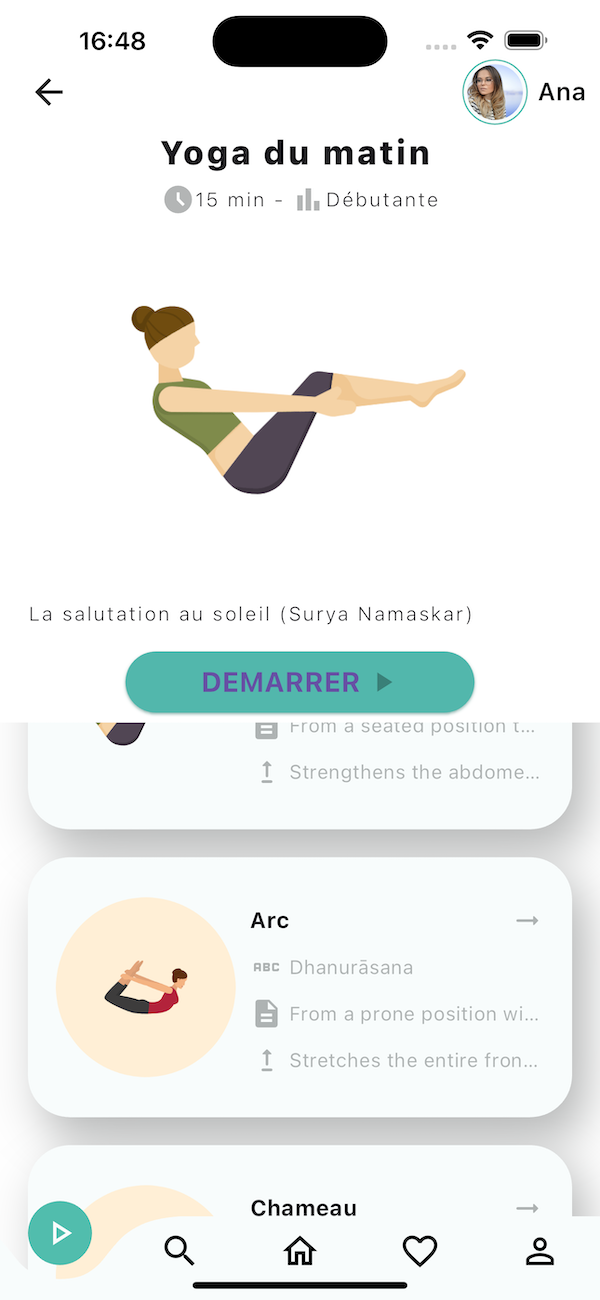 16:48
Ana
Yoga du matin
15 min - Débutante
La salutation au soleil (Surya Namaskar)
DEMARRER
From a seated position t...
Strengthens the abdome...
Arc
ABC Dhanurāsana
From a prone position wi...
Stretches the entire fron...
Chameau